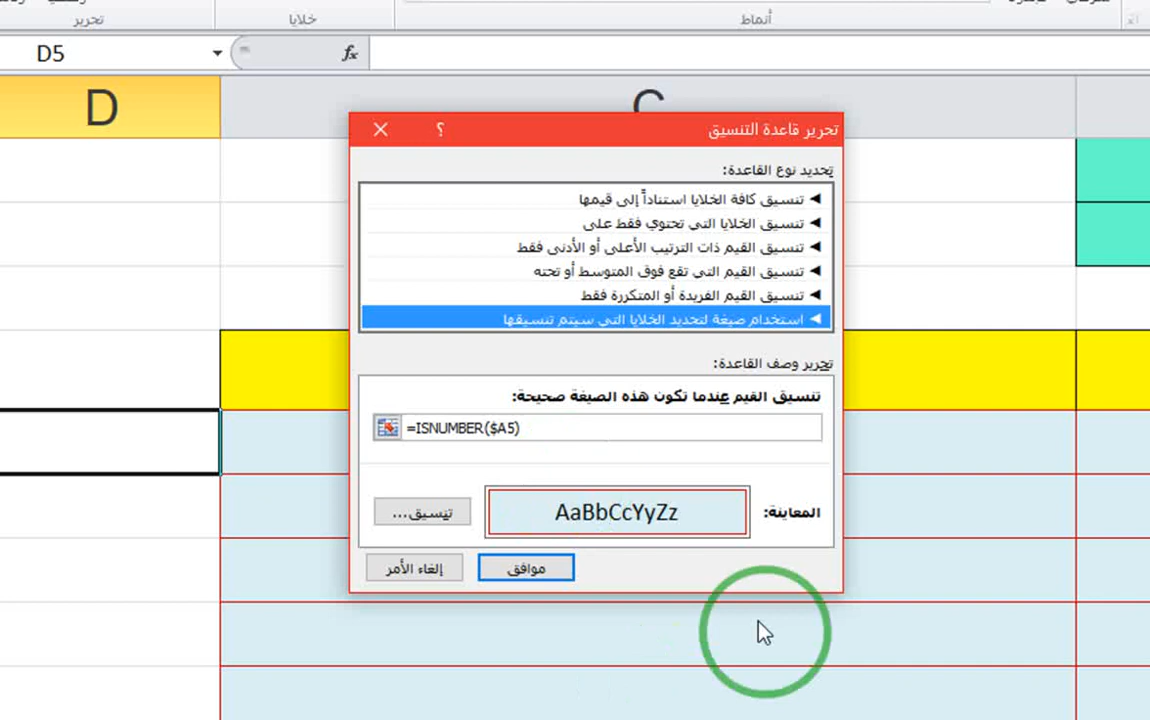 أنماط
خلايا
تحرير
D5
fx
D
C
تحرير قاعدة التنسيق
؟
تحديد نوع القاعدة:
تنسيق كافة الخلايا استناداً إلى قيمها
تنسيق الخلايا التي تحتوي فقط على
تنسيق القيم ذات الترتيب الأعلى أو الأدنى فقط
تنسيق القيم التي تقع فوق المتوسط أو تحته
تنسيق القيم الفريدة أو المتكررة فقط
استخدام صيغة لتحديد الخلايا التي سيتم تنسيقها
تحرير وصف القاعدة:
تنسيق القيم عندما تكون هذه الصيغة صحيحة:
=ISNUMBER($A5)
المعاينة:
AaBbCcYyZz
تنسيق...
موافق
إلغاء الأمر